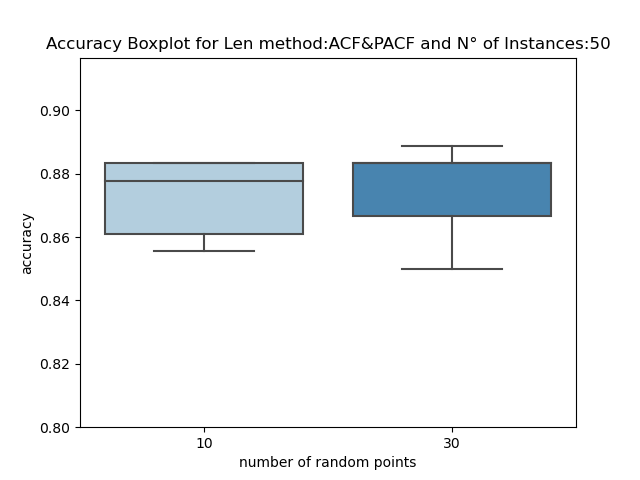 Accuracy Boxplot for Len method:ACF&PACF and N° of Instances:50
0.90
0.88
0.86
0.84
0.82
0.80
accuracy
10 30
number of random points